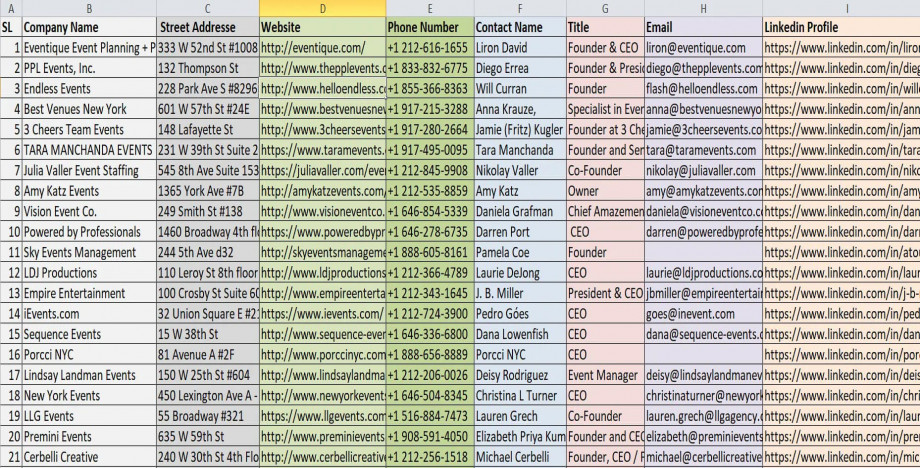 A B C D E F G H I
SL Company Name Street Addresse Website Phone Number Contact Name Title Email Linkedin Profile
1 Eventique Event Planning + P 333 W 52nd St #1008 http://eventique.com/ +1 212-616-1655 Liron David Founder & CEO liron@eventique.com https://www.linkedin.com/in/liron
2 PPL Events, Inc. 132 Thompson St https://www.thepplevents.c +1 833-832-6775 Diego Errea Founder & Presid diego@thepplevents.com https://www.linkedin.com/in/dieg
3 Endless Events 228 Park Ave S #8296 https://www.helloendless.c +1 855-366-8363 Will Curran Founder flash@helloendless.com https://www.linkedin.com/in/wille
4 Best Venues New York 601 W 57th St #24E http://www.bestvenuesnew +1 917-215-3288 Anna Krauze, Specialist in Even anna@bestvenuesnewyo https://www.linkedin.com/in/anna
5 3 Cheers Team Events 148 Lafayette St http://www.3cheersevents +1 917-280-2664 Jamie (Fritz) Kugler Founder at 3 Che jamie@3cheersevents.co https://www.linkedin.com/in/jam
6 TARA MANCHANDA EVENTS 231 W 39th St Suite 2 https://www.taramevents. +1 917-495-0095 Tara Manchanda Founder and Sen tara@taramevents.com https://www.linkedin.com/in/tara
7 Julia Valler Event Staffing 545 8th Ave Suite 153 https://juliavaller.com/eve +1 212-845-9908 Nikolay Valler Co-Founder nikolay@juliavaller.com https://www.linkedin.com/in/niko
8 Amy Katz Events 1365 York Ave #7B http://amykatzevents.com/ +1 212-535-8859 Amy Katz Owner amy@amykatzevents.com https://www.linkedin.com/in/amy
9 Vision Event Co. 249 Smith St #138 http://www.visioneventco. +1 646-854-5339 Daniela Grafman Chief Amazemen daniela@visioneventco.c https://www.linkedin.com/in/dani
10 Powered by Professionals 1460 Broadway 4th flo http://www.poweredbypr +1 646-278-6735 Darren Port CEO darren@poweredbyprofe https://www.linkedin.com/in/darr
11 Sky Events Management 244 5th Ave d32 http://skyeventsmanageme +1 888-605-8161 Pamela Coe Founder https://www.linkedin.com/in/atou
12 LDJ Productions 110 Leroy St 8th floor http://www.ldjproductions +1 212-366-4789 Laurie DeJong CEO laurie@ldjproductions.co https://www.linkedin.com/in/laur
13 Empire Entertainment 100 Crosby St Suite 60 http://www.empireenterta +1 212-343-1645 J. B. Miller President & CEO jbmiller@empireentertain https://www.linkedin.com/in/j-b-
14 iEvents.com 32 Union Square E #21 http://www.ievents.com/ +1 212-724-3900 Pedro Góes CEO goes@inevent.com https://www.linkedin.com/in/ped
15 Sequence Events 15 W 38th St http://www.sequence-ever +1 646-336-6800 Dana Lowenfish CEO dana@sequence-events.c https://www.linkedin.com/in/dan
16 Porcci NYC 81 Avenue A #2F http://www.porccinyc.com +1 888-656-8889 Porcci NYC CEO https://www.linkedin.com/in/porc
17 Lindsay Landman Events 150 W 25th St #604 http://www.lindsaylandma +1 212-206-0026 Deisy Rodriguez Event Manager deisy@lindsaylandmanev https://www.linkedin.com/in/deis
18 New York Events 450 Lexington Ave A - http://www.newyorkevent +1 646-504-8345 Christina L Turner CEO christinaturner@newyork https://www.linkedin.com/in/chri
19 LLG Events 55 Broadway #321 https://www.llgevents.com +1 516-884-7473 Lauren Grech Co-Founder lauren.grech@llgagency.c https://www.linkedin.com/in/laur
20 Premini Events 635 W 59th St http://www.preminievents +1 908-591-4050 Elizabeth Priya Kum Founder and CEO elizabeth@preminievents https://www.linkedin.com/in/prem
21 Cerbelli Creative 240 W 30th St 4th Flo http://www.cerbellicreative +1 212-256-1518 Michael Cerbelli Founder, CEO / P michael@cerbellicreative https://www.linkedin.com/in/mic